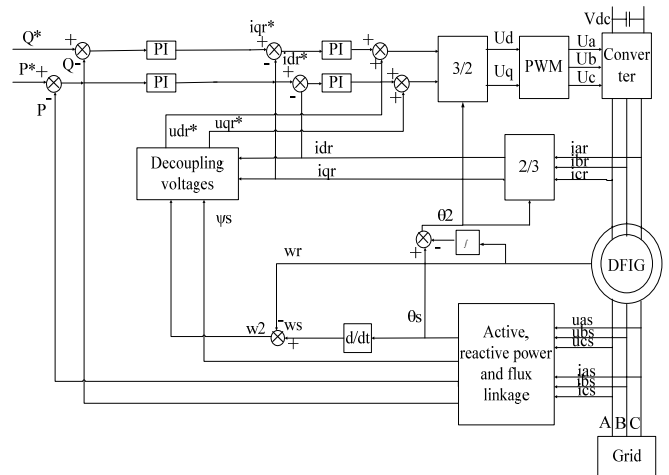 Vdc
Q*
+
Q-
PI
iqr*
-
idr*
PI
+
+
3/2
Ud
Uq
PWM
Ua
Ub
Uc
Conver
ter
P*+
P-
PI
-
PI
+
+
udr*
uqr*
Decoupling
voltages
idr
iqr
2/3
iar
ibr
icr
ψs
θ2
+
-
∫
wr
DFIG
θs
-
ws
+
w2
d/dt
Active,
reactive power
and flux
linkage
uas
ubs
ucs
ias
ibs
ics
A B C
Grid